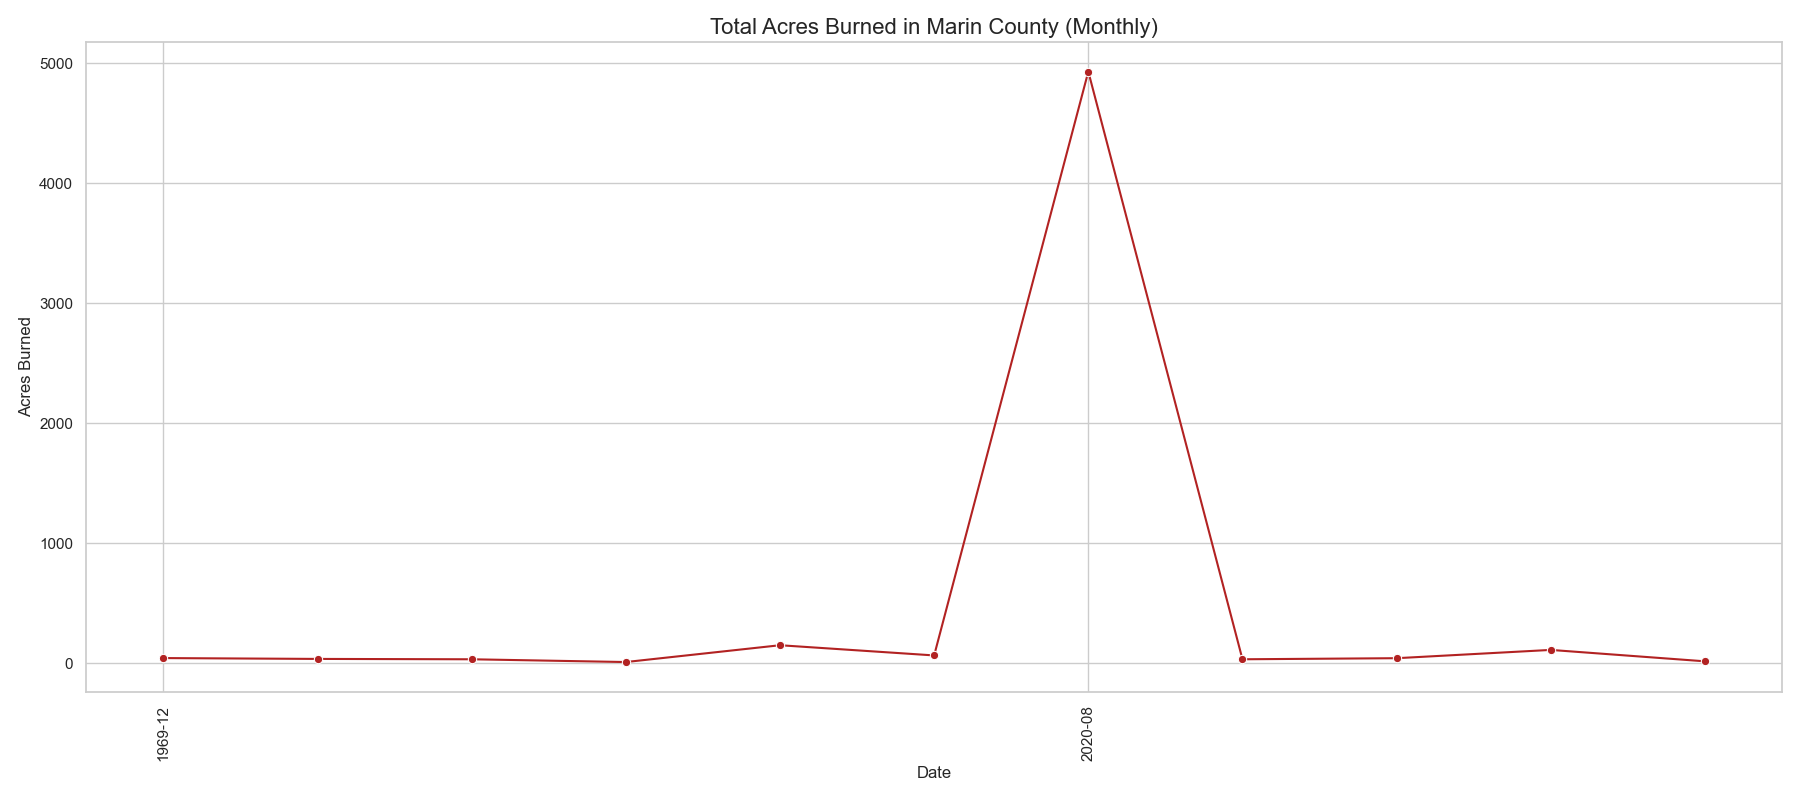 Total Acres Burned in Marin County (Monthly)
5000
4000
3000
2000
1000
0
Acres Burned
1969-12
2020-08
Date